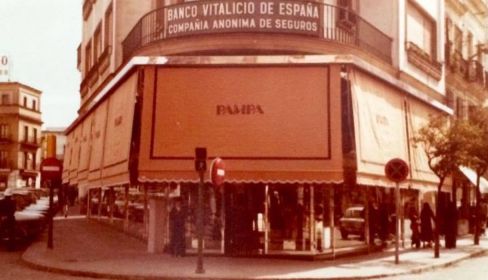 BANCO VITALICIO DE ESPAÑA
COMPAÑIA ANONIMA DE SEGUROS
PAMPA